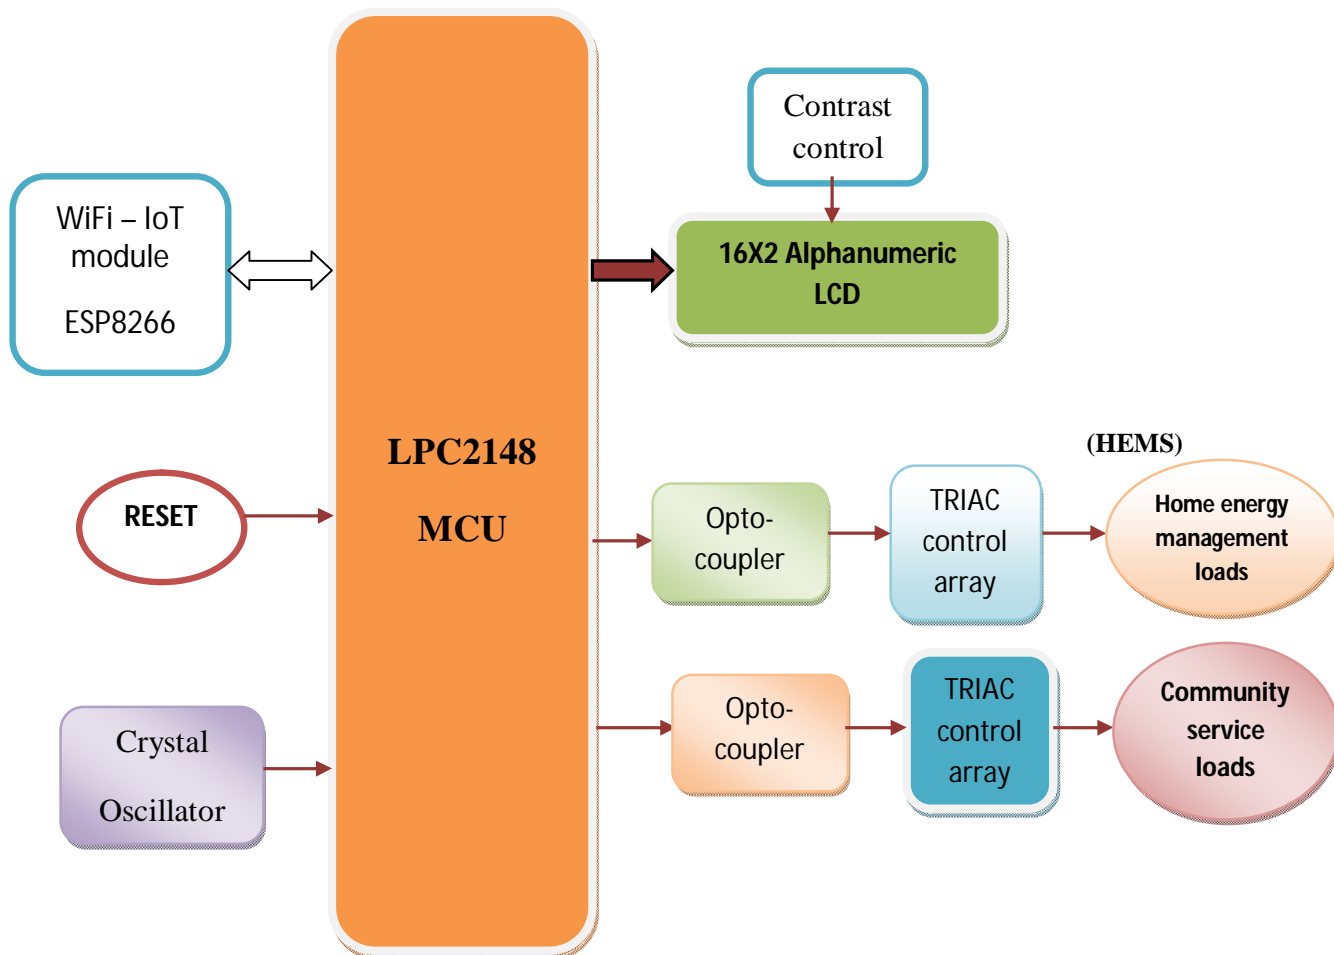 Contrast
control
WiFi – IoT
module
ESP8266
16X2 Alphanumeric
LCD
LPC2148
MCU
RESET
(HEMS)
Opto-
coupler
TRIAC
control
array
Home energy
management
loads
Crystal
Oscillator
Opto-
coupler
TRIAC
control
array
Community
service
loads